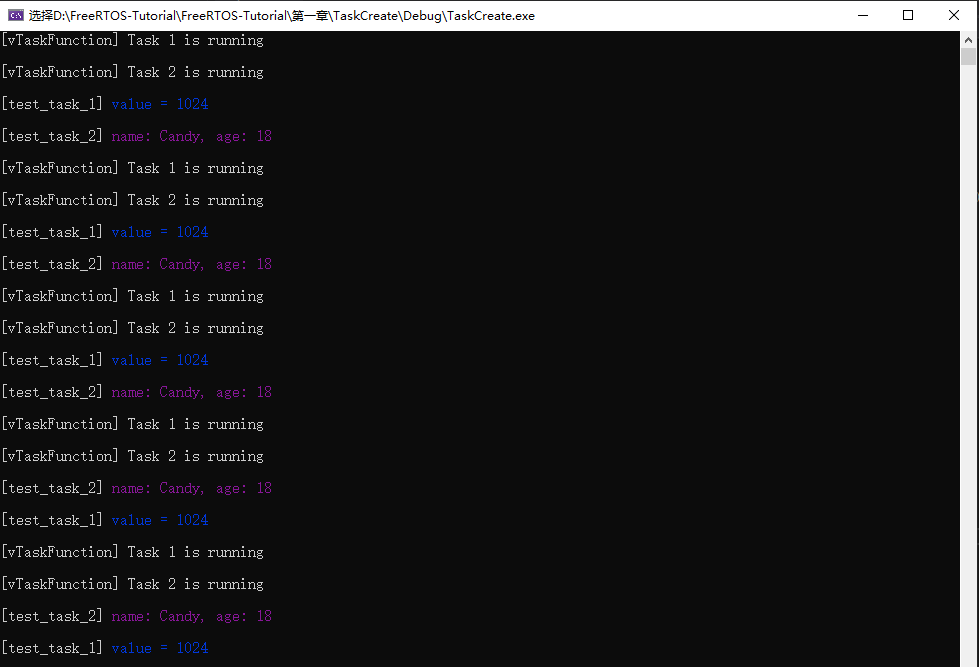 选择D:\FreeRTOS-Tutorial\FreeRTOS-Tutorial\第一章\TaskCreate\Debug\TaskCreate.exe
[vTaskFunction] Task 1 is running
[vTaskFunction] Task 2 is running
[test_task_1] value = 1024
[test_task_2] name: Candy, age: 18
[vTaskFunction] Task 1 is running
[vTaskFunction] Task 2 is running
[test_task_1] value = 1024
[test_task_2] name: Candy, age: 18
[vTaskFunction] Task 1 is running
[vTaskFunction] Task 2 is running
[test_task_1] value = 1024
[test_task_2] name: Candy, age: 18
[vTaskFunction] Task 1 is running
[vTaskFunction] Task 2 is running
[test_task_2] name: Candy, age: 18
[test_task_1] value = 1024
[vTaskFunction] Task 1 is running
[vTaskFunction] Task 2 is running
[test_task_2] name: Candy, age: 18
[test_task_1] value = 1024